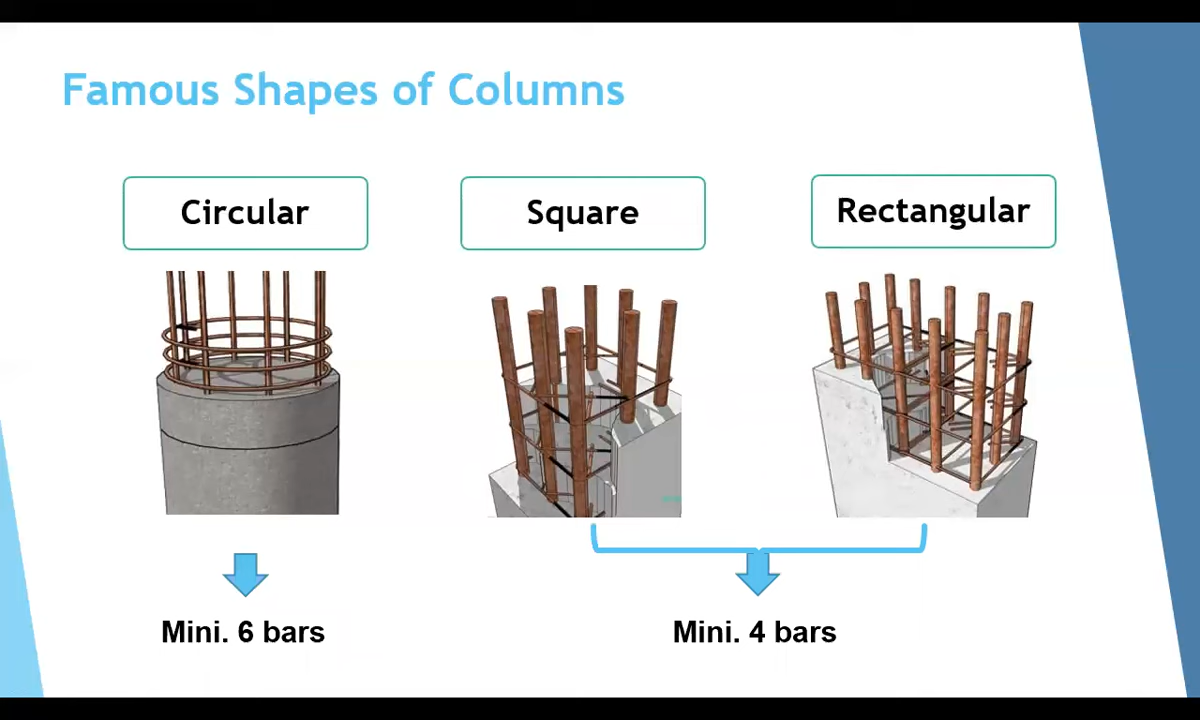 Famous Shapes of Columns
Circular
Square
Rectangular
Mini. 6 bars
Mini. 4 bars